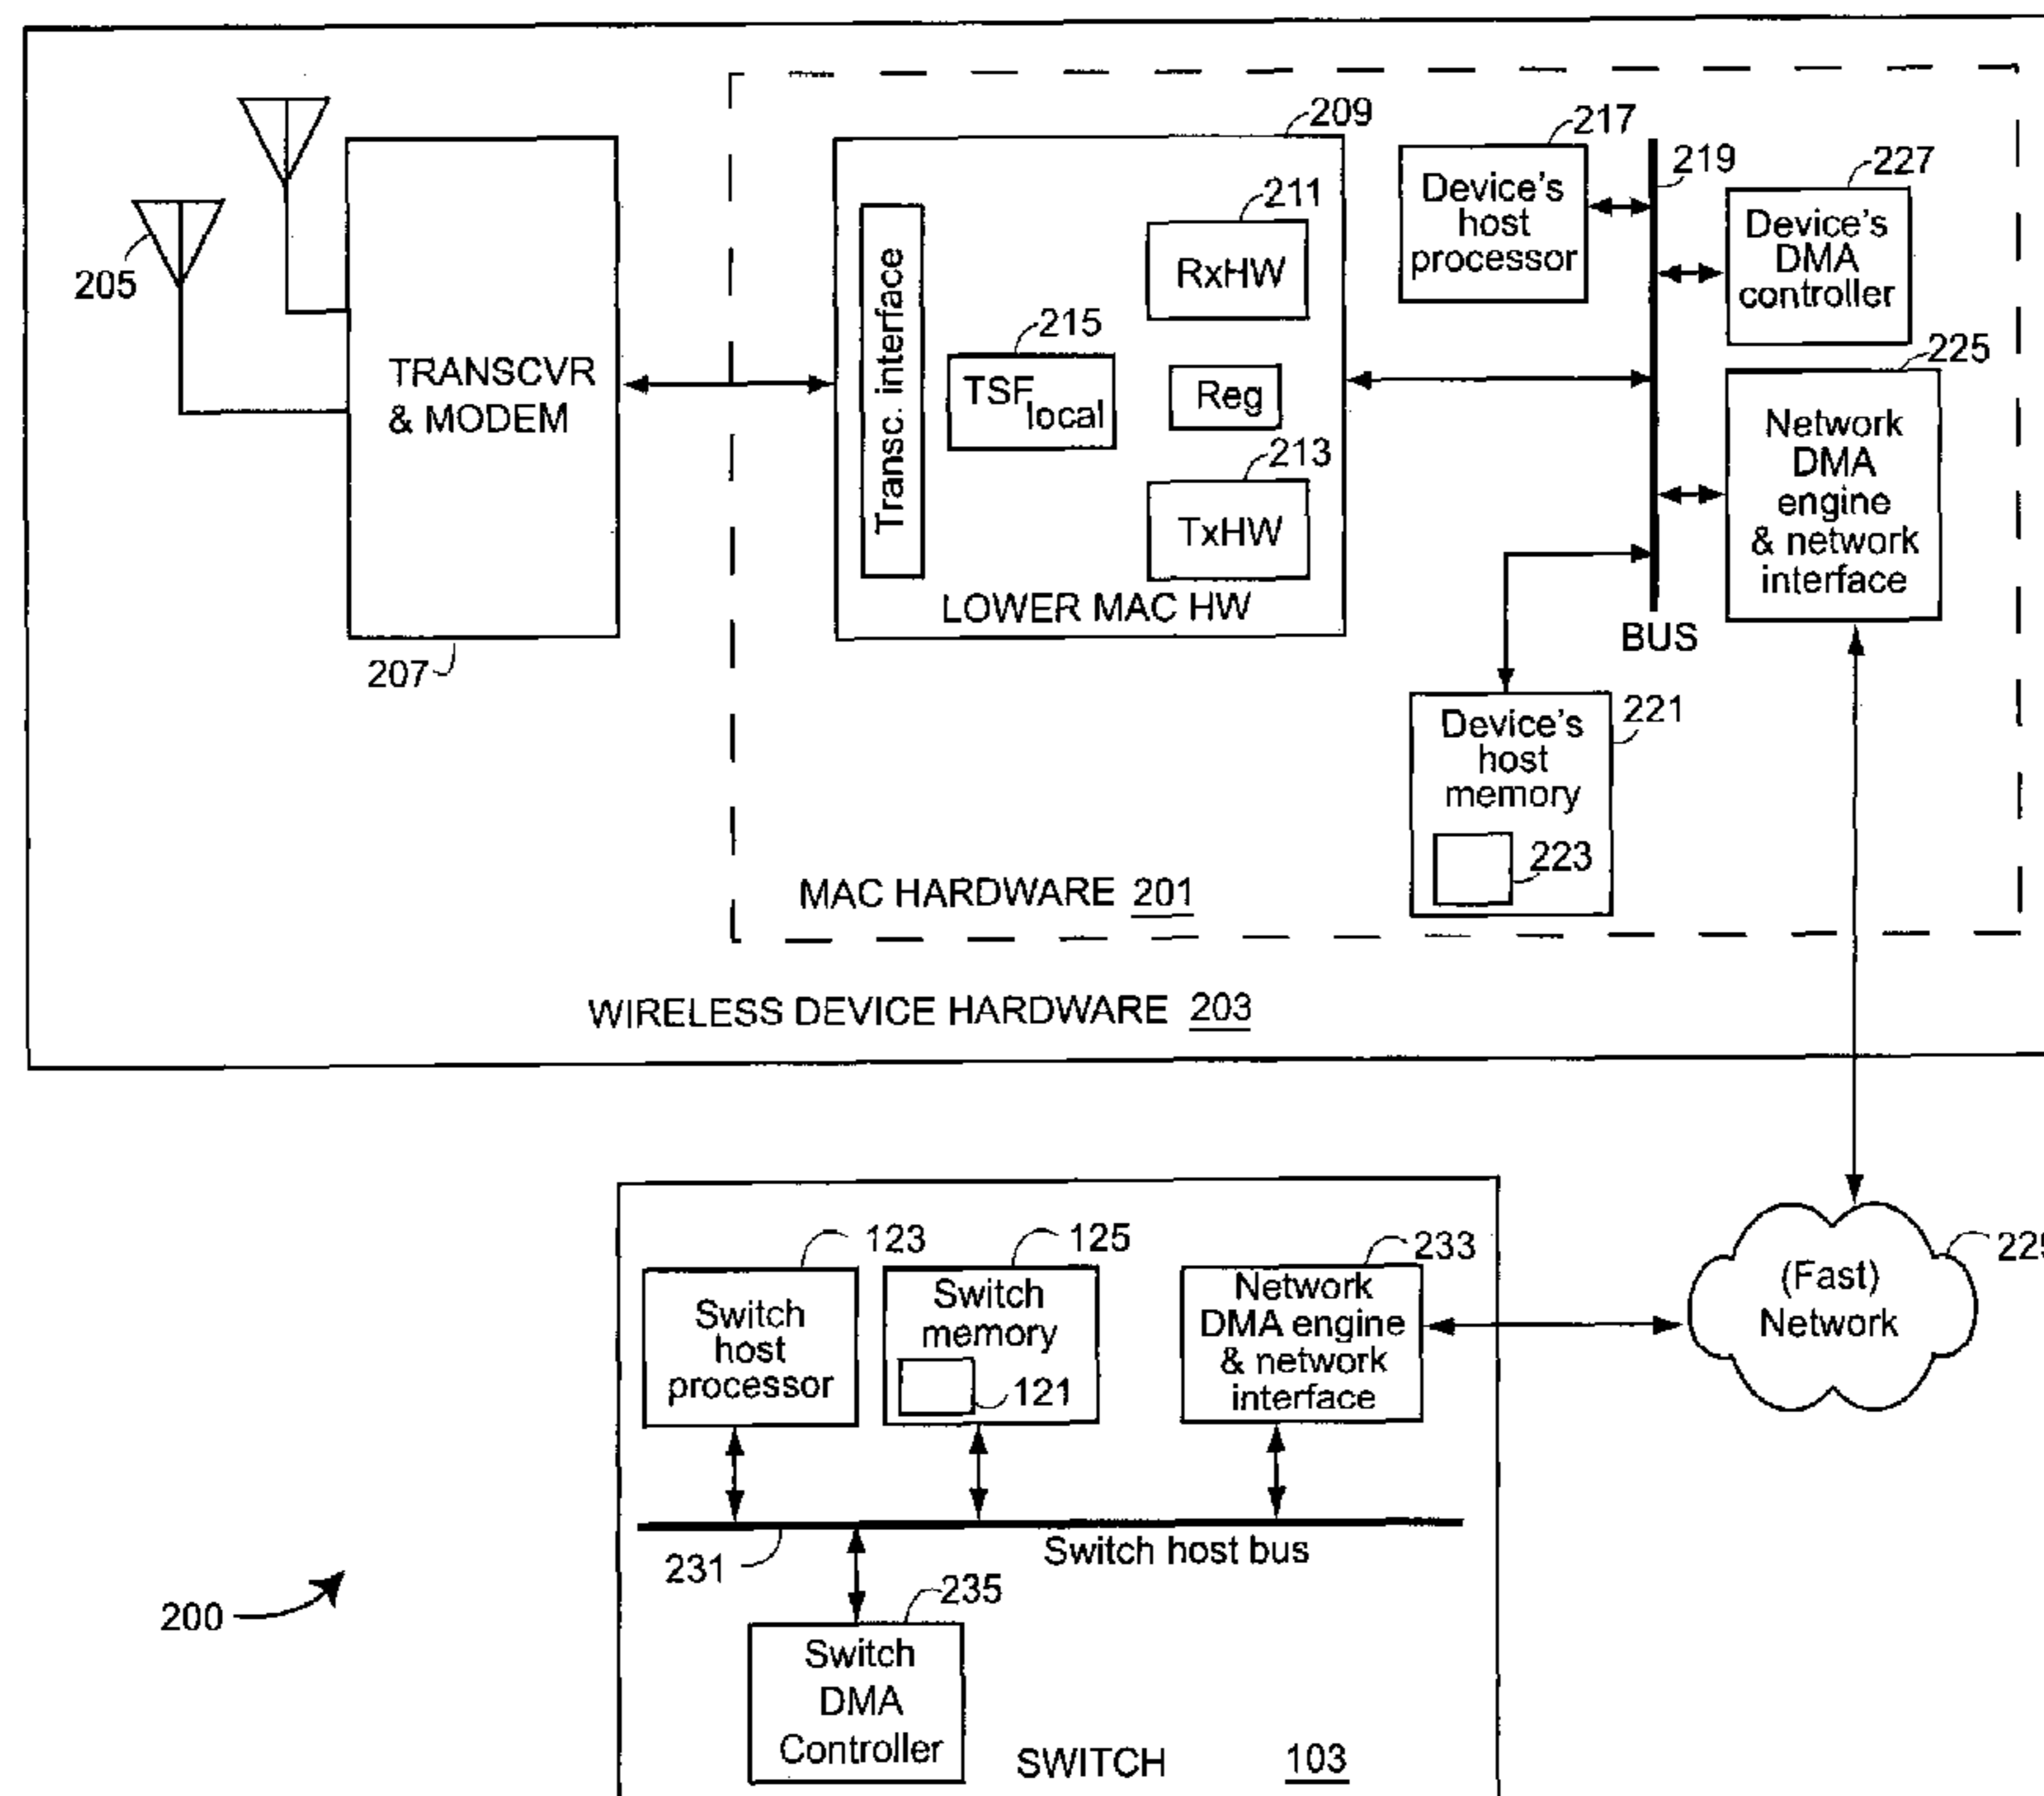 205
TRANSCVR
& MODEM
207
209
Transc. interface
211
RxHW
215
TSF local
Reg
213
TxHW
LOWER MAC HW
217
Device's
host
processor
219
BUS
227
Device's
DMA
controller
225
Network
DMA
engine
& network
interface
221
Device's
host
memory
223
MAC HARDWARE 201
WIRELESS DEVICE HARDWARE 203
123
Switch
host
processor
125
Switch
memory
121
233
Network
DMA engine
& network
interface
(Fast)
Network
231
Switch host bus
235
Switch
DMA
Controller
SWITCH 103
200